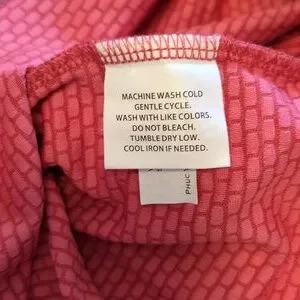 MACHINE WASH COLD
GENTLE CYCLE.
WASH WITH LIKE COLORS.
DO NOT BLEACH.
TUMBLE DRY LOW.
COOL IRON IF NEEDED.
PHUC